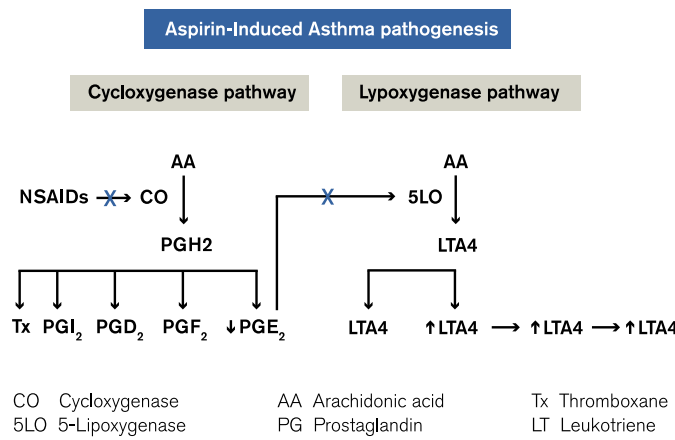 Aspirin-Induced Asthma pathogenesis
Cycloxygenase pathway Lypoxygenase pathway
AA AA
NSAIDs X CO X 5LO
PGH2 LTA4
Tx PGI₂ PGD₂ PGF₂ ↓PGE₂ LTA4 ↑LTA4 → ↑LTA4 → ↑LTA4
CO Cycloxygenase AA Arachidonic acid Tx Thromboxane
5LO 5-Lipoxygenase PG Prostaglandin LT Leukotriene